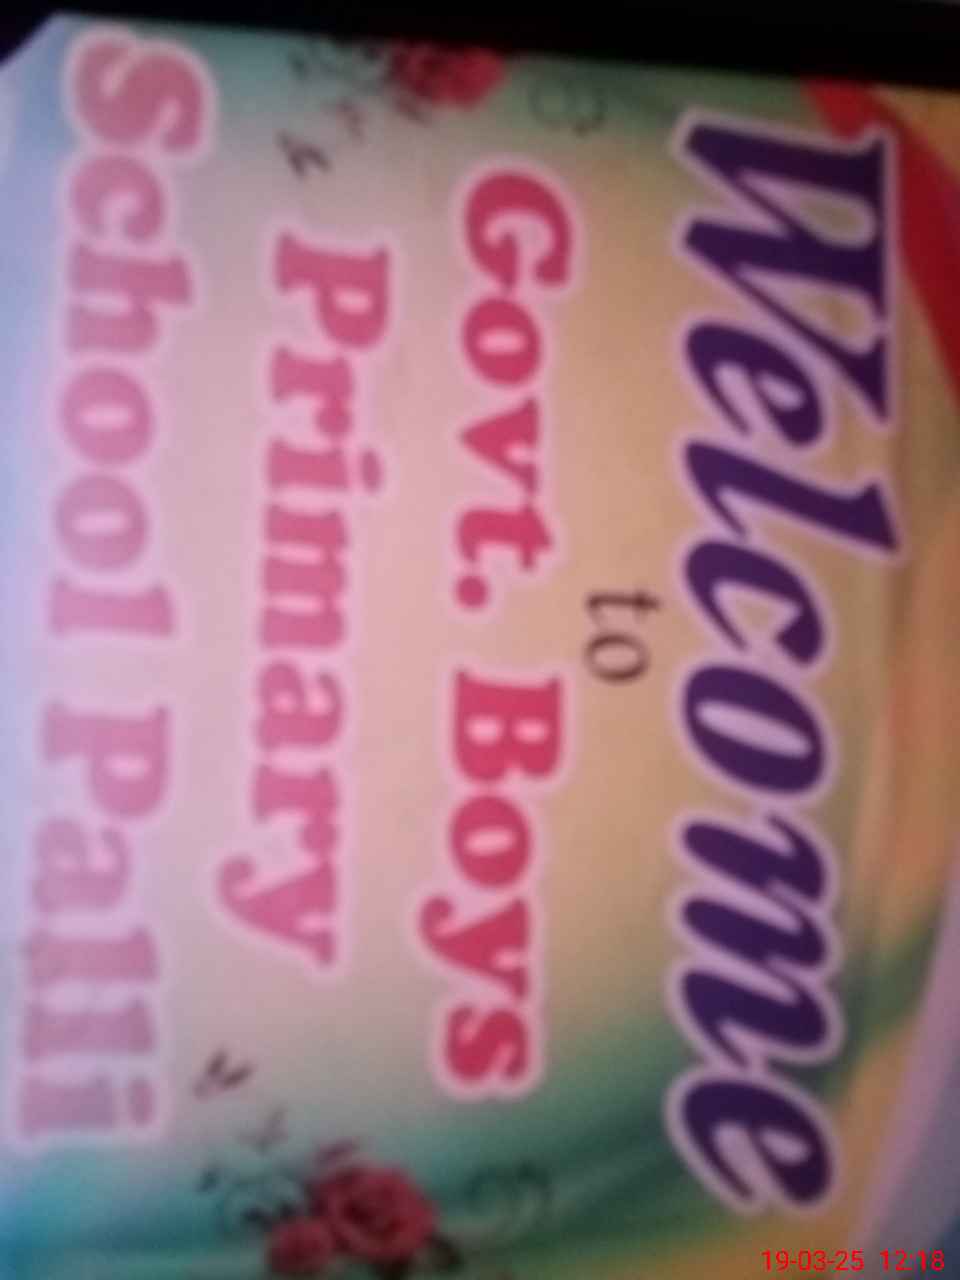 Welcome
to
Govt. Boys
Primary
School Palli
19-03-25 12:18